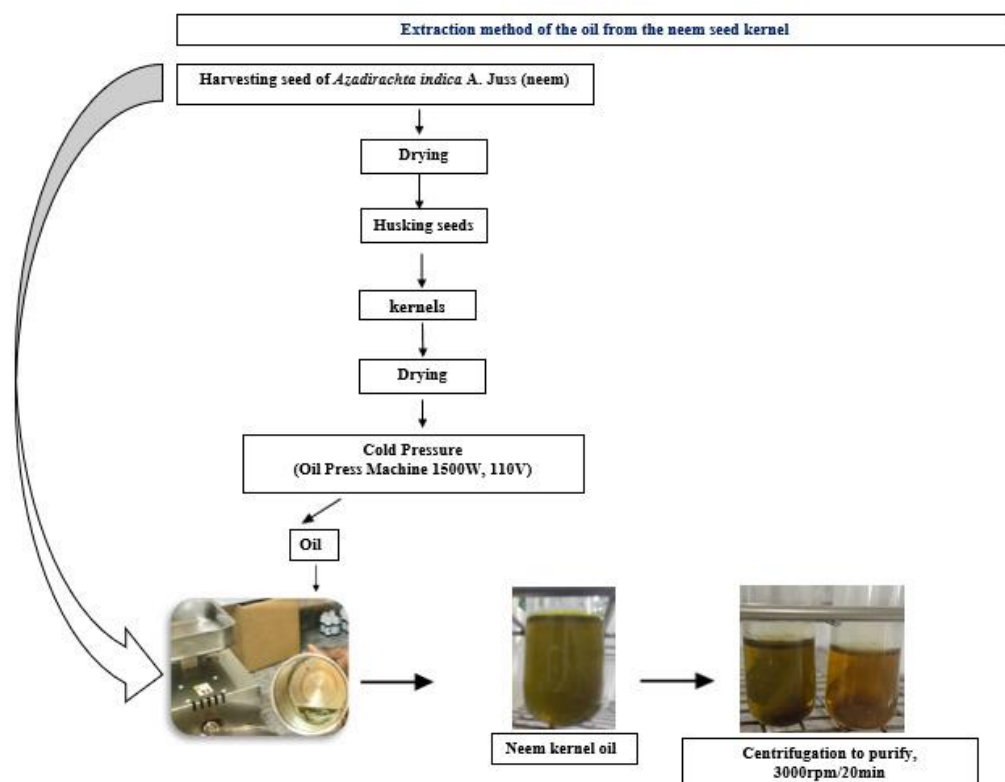 Extraction method of the oil from the neem seed kernel
Harvesting seed of Azadirachta indica A. Juss (neem)
Drying
Husking seeds
kernels
Drying
Cold Pressure
(Oil Press Machine 1500W, 110V)
Oil
Neem kernel oil
Centrifugation to purify,
3000rpm/20min